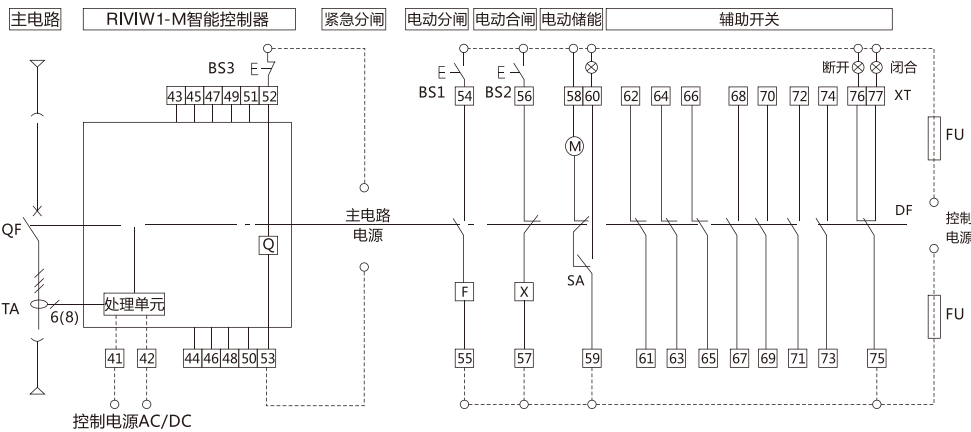 主电路 RIVIW1-M智能控制器 紧急分闸 电动分闸 电动合闸 电动储能 辅助开关
BS3 E E E 断开 闭合
BS1 BS2
43 45 47 49 51 52 54 56 58 60 62 64 66 68 70 72 74 76 77 XT
FU
M
主电路
电源
DF
控制
电源
QF
Q
SA
处理单元
F X
TA
6(8)
FU
41 42 44 46 48 50 53 55 57 59 61 63 65 67 69 71 73 75
控制电源AC/DC